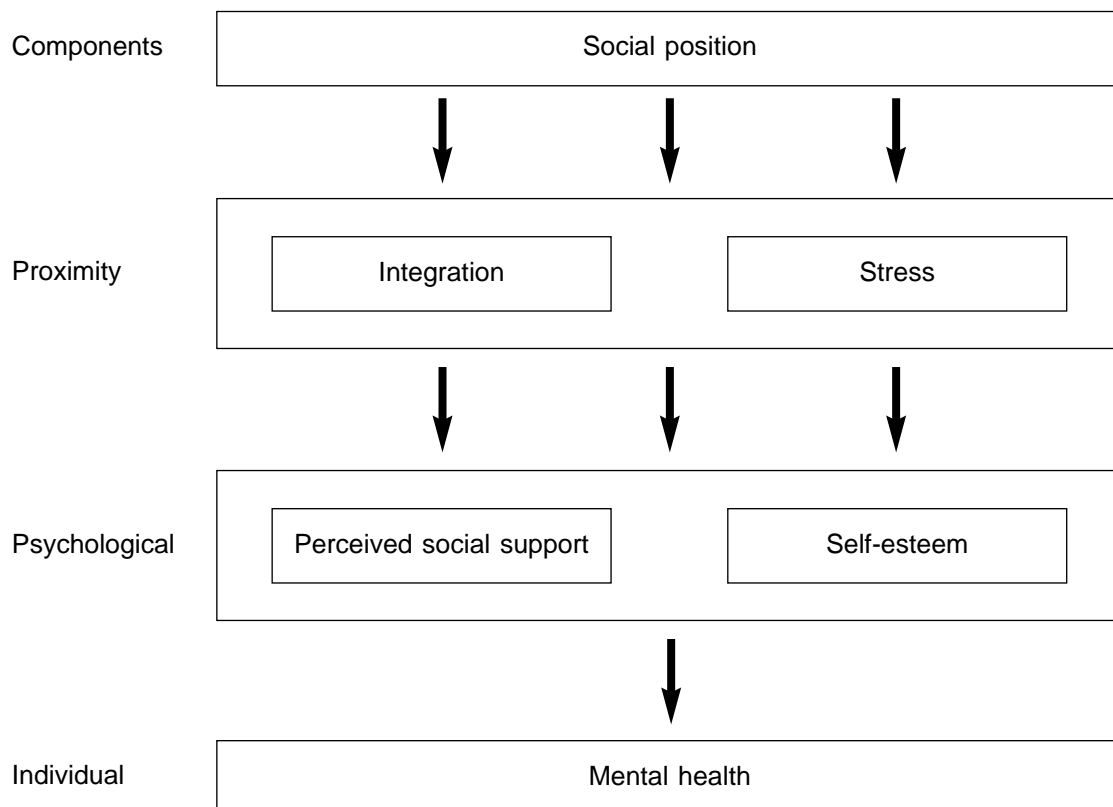 Components
Social position
Proximity
Integration
Stress
Psychological
Perceived social support
Self-esteem
Individual
Mental health